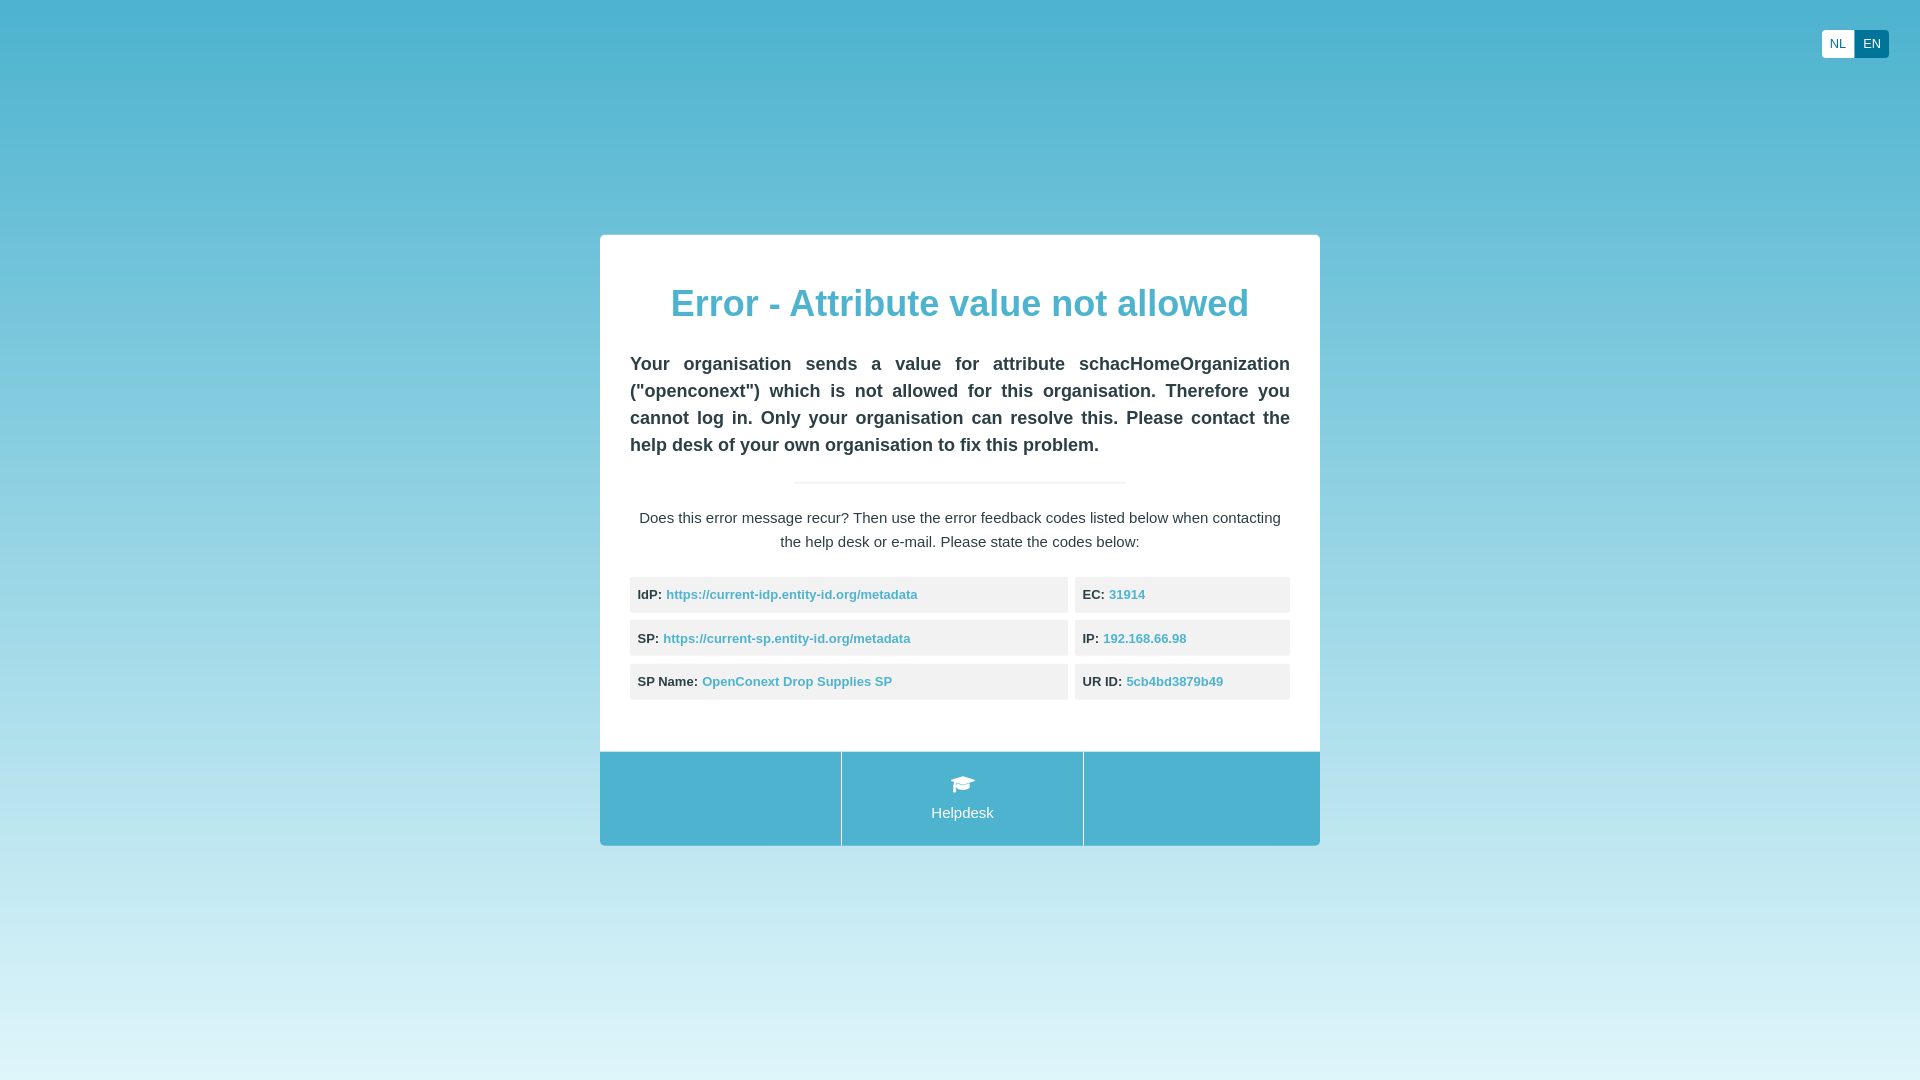 NL EN
Error - Attribute value not allowed
Your organisation sends a value for attribute schacHomeOrganization
("openconext") which is not allowed for this organisation. Therefore you
cannot log in. Only your organisation can resolve this. Please contact the
help desk of your own organisation to fix this problem.
Does this error message recur? Then use the error feedback codes listed below when contacting
the help desk or e-mail. Please state the codes below:
IdP: https://current-idp.entity-id.org/metadata EC: 31914
SP: https://current-sp.entity-id.org/metadata IP: 192.168.66.98
SP Name: OpenConext Drop Supplies SP UR ID: 5cb4bd3879b49
Helpdesk